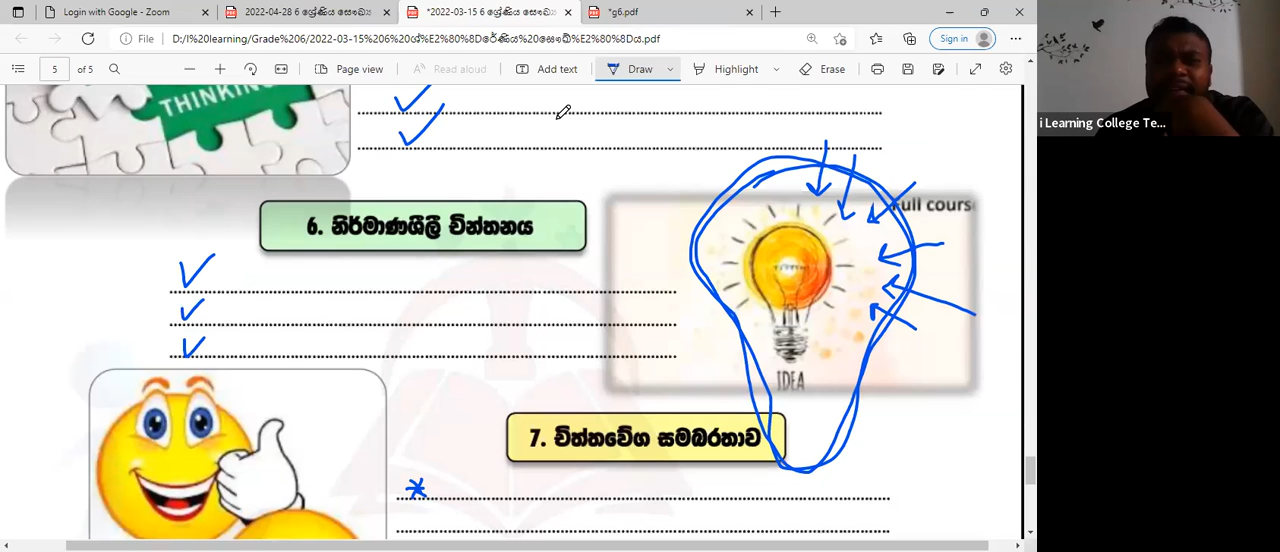 Login with Google - Zoom
2022-04-28 6 ශ්‍රේණිය සෞඛ්‍ය
*2022-03-15 6 ශ්‍රේණිය සෞඛ්‍ය
*g6.pdf
File
Sign in
5 of 5
Page view
Read aloud
Add text
Draw
Highlight
Erase
THINKING
i Learning College Te...
Full cours
6. නිර්මාණශීලී චින්තනය
IDEA
7. චිත්තවේග සමබරතාව